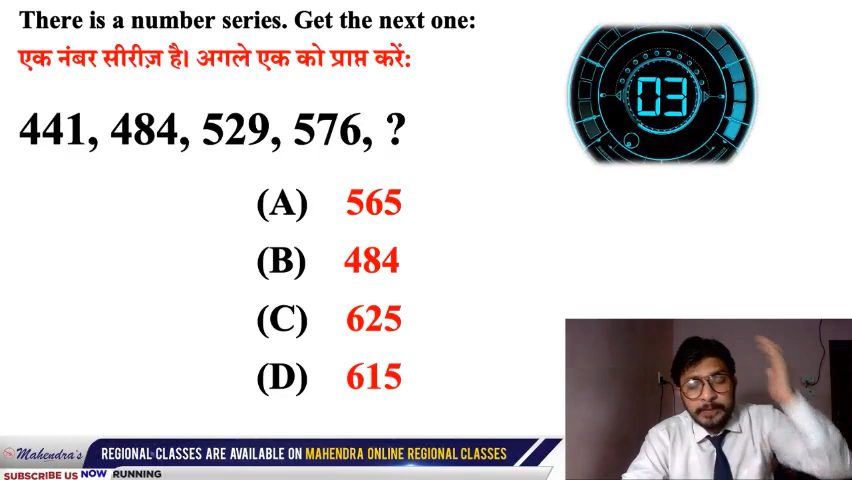 There is a number series. Get the next one:
एक नंबर सीरीज़ है। अगले एक को प्राप्त करें:
03
441, 484, 529, 576, ?
(A) 565
(B) 484
(C) 625
(D) 615
Mahendra's REGIONAL CLASSES ARE AVAILABLE ON MAHENDRA ONLINE REGIONAL CLASSES
SUBSCRIBE US NOW RUNNING